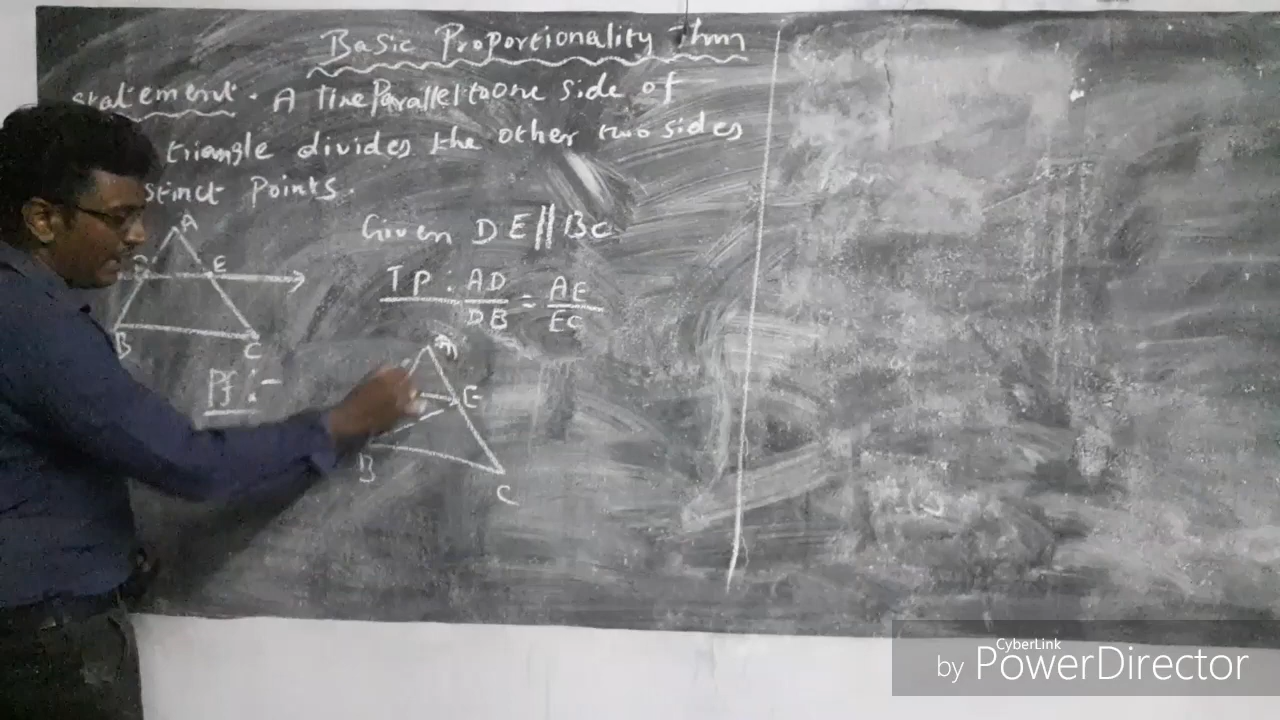 Basic Proportionality Thm
Statement. A line Parallel to one side of
triangle divides the other two sides
stinct Points.
Given DE || BC
A
D E
B C
TP : AD/DB = AE/EC
Pf :-
A
E
B
C
CyberLink
by PowerDirector